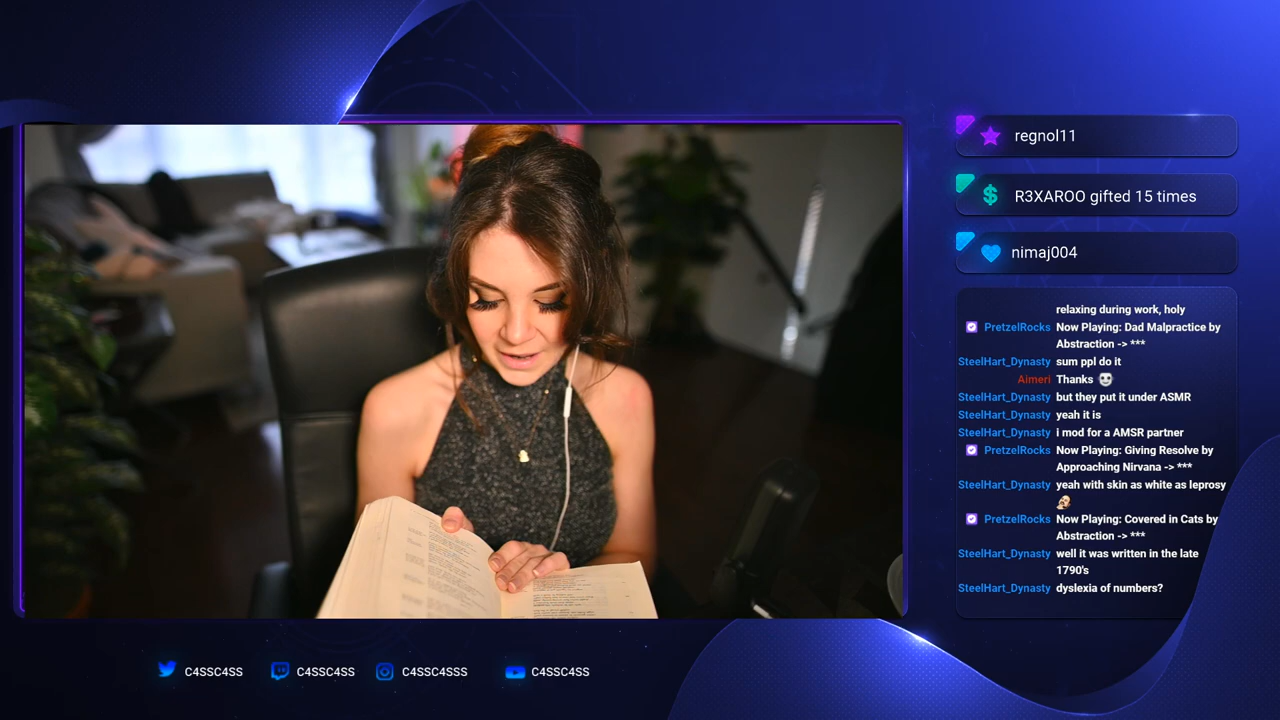 regnol11
R3XAROO gifted 15 times
nimaj004
relaxing during work, holy
PretzelRocks Now Playing: Dad Malpractice by
Abstraction -> ***
SteelHart_Dynasty sum ppl do it
Aimeri Thanks
SteelHart_Dynasty but they put it under ASMR
SteelHart_Dynasty yeah it is
SteelHart_Dynasty i mod for a AMSR partner
PretzelRocks Now Playing: Giving Resolve by
Approaching Nirvana -> ***
SteelHart_Dynasty yeah with skin as white as leprosy
PretzelRocks Now Playing: Covered in Cats by
Abstraction -> ***
SteelHart_Dynasty well it was written in the late
1790's
SteelHart_Dynasty dyslexia of numbers?
C4SSC4SS C4SSC4SS C4SSC4SSS C4SSC4SS